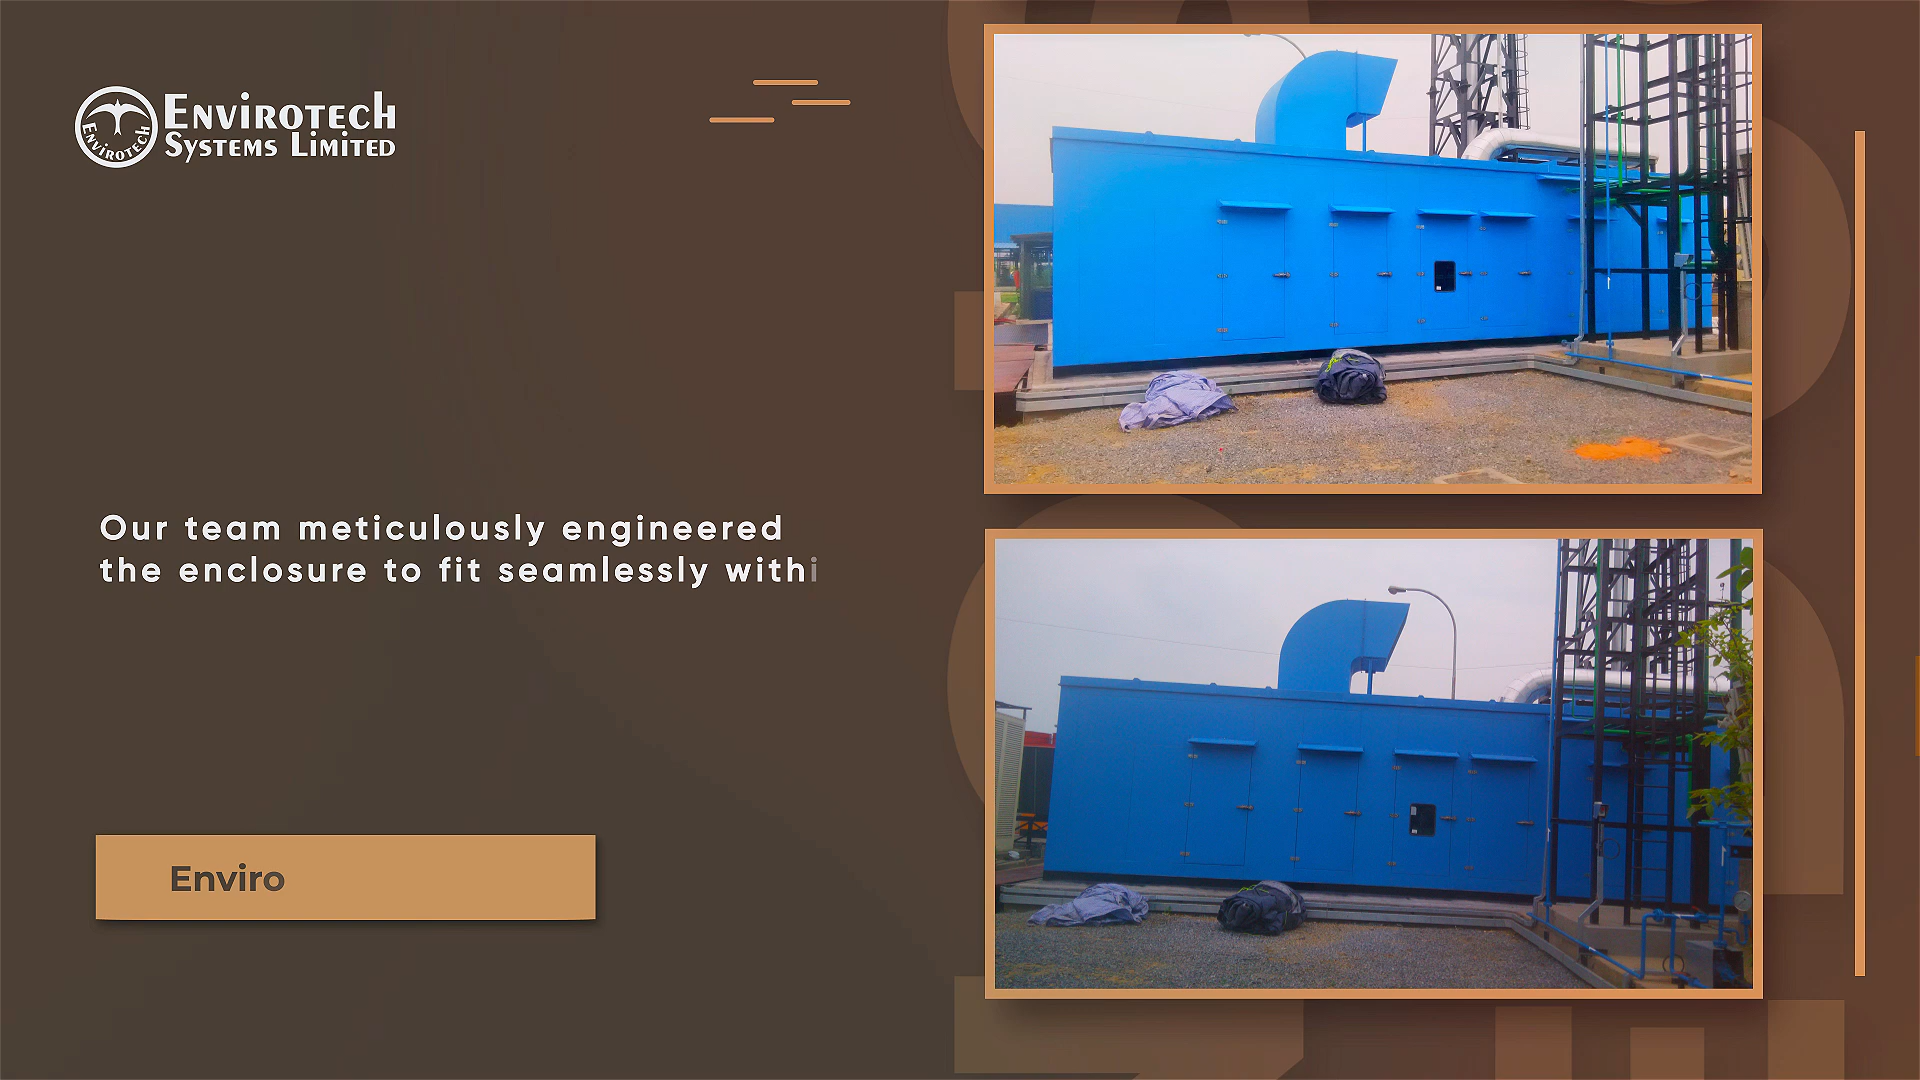 ENVIROTECH
SYSTEMS LIMITED
ENVIROTECH
Our team meticulously engineered
the enclosure to fit seamlessly withi
Enviro